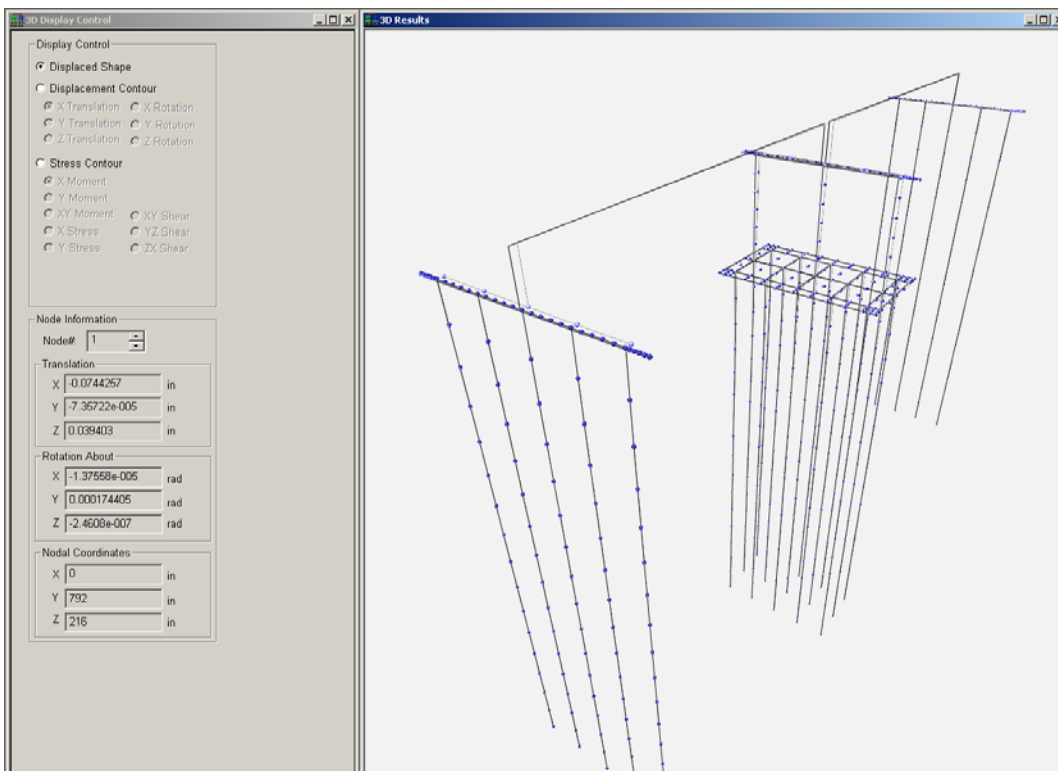 3D Display Control
3D Results
Display Control
Displaced Shape
Displacement Contour
X Translation X Rotation
Y Translation Y Rotation
Z Translation Z Rotation
Stress Contour
X Moment
Y Moment
XY Moment XY Shear
X Stress YZ Shear
Y Stress ZX Shear
Node Information
Node#: 1
Translation
X -0.0744257 in
Y -7.35722e-005 in
Z 0.039403 in
Rotation About
X -1.37558e-005 rad
Y 0.000174405 rad
Z -2.4608e-007 rad
Nodal Coordinates
X 0 in
Y 792 in
Z 216 in